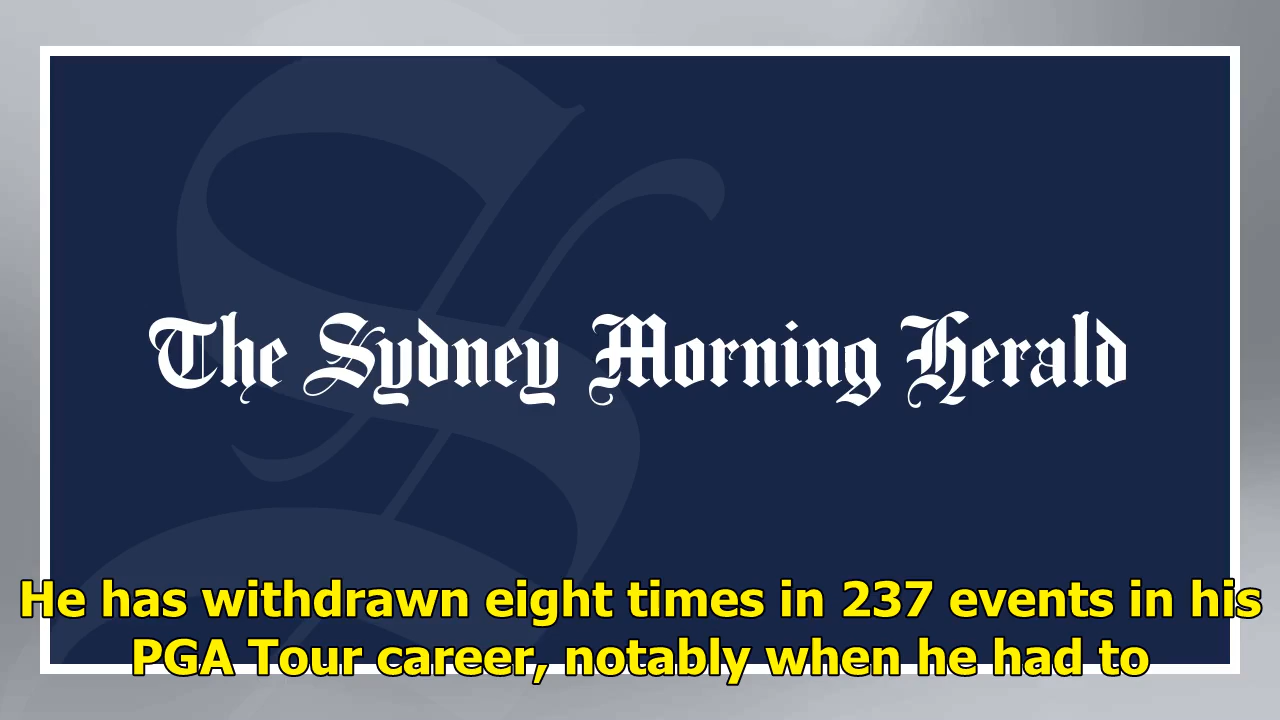 The Sydney Morning Herald
He has withdrawn eight times in 237 events in his
PGA Tour career, notably when he had to